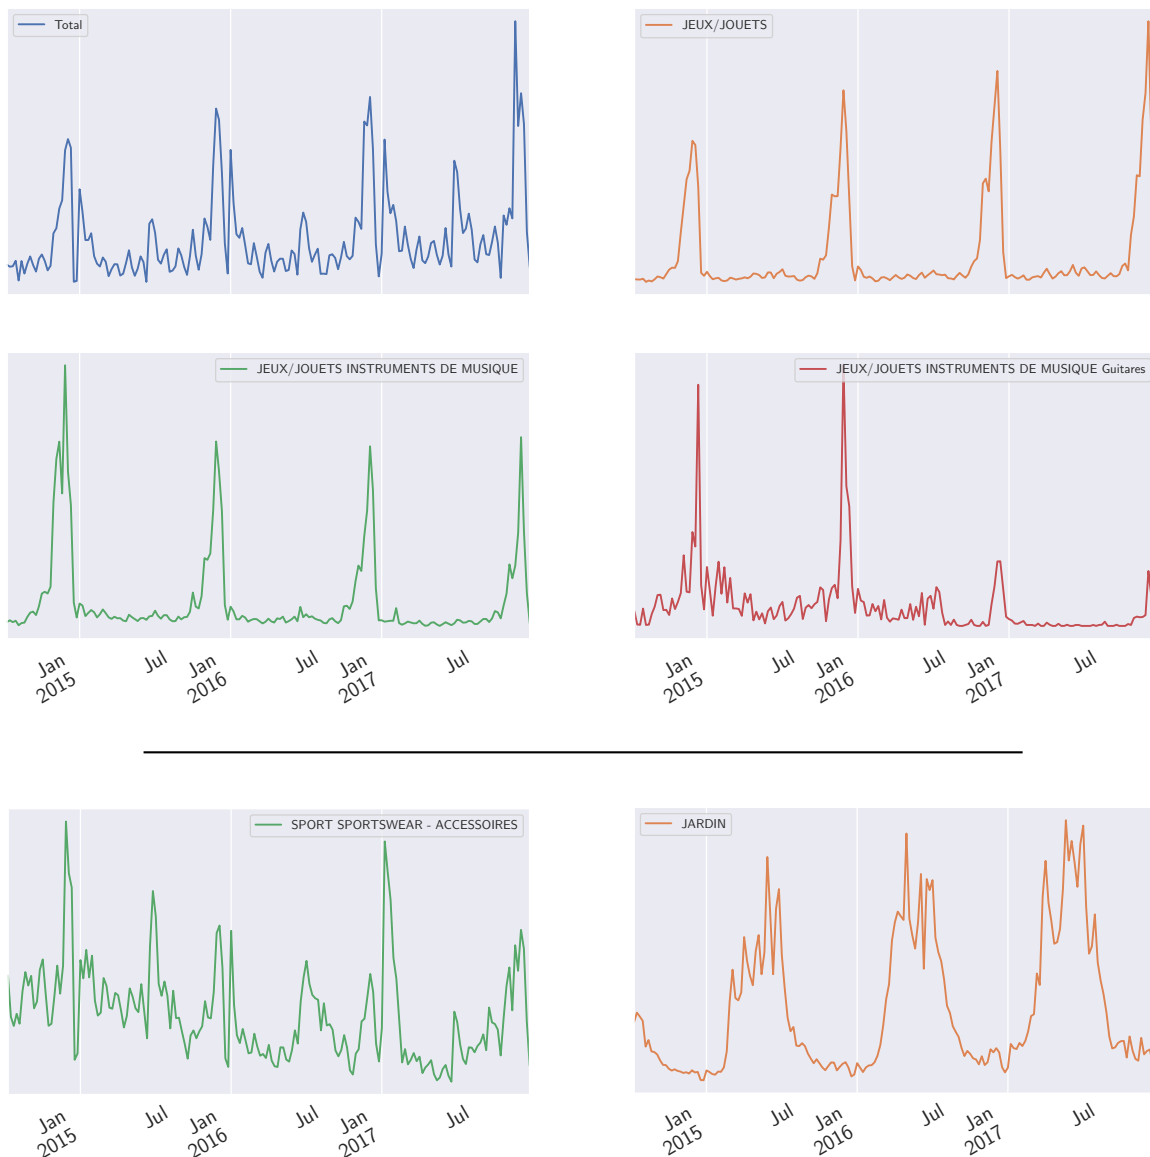 Total
JEUX/JOUETS
JEUX/JOUETS INSTRUMENTS DE MUSIQUE
JEUX/JOUETS INSTRUMENTS DE MUSIQUE Guitares
Jan
2015
Jul
Jan
2016
Jul
Jan
2017
Jul
Jan
2015
Jul
Jan
2016
Jul
Jan
2017
Jul
SPORT SPORTSWEAR - ACCESSOIRES
JARDIN
Jan
2015
Jul
Jan
2016
Jul
Jan
2017
Jul
Jan
2015
Jul
Jan
2016
Jul
Jan
2017
Jul